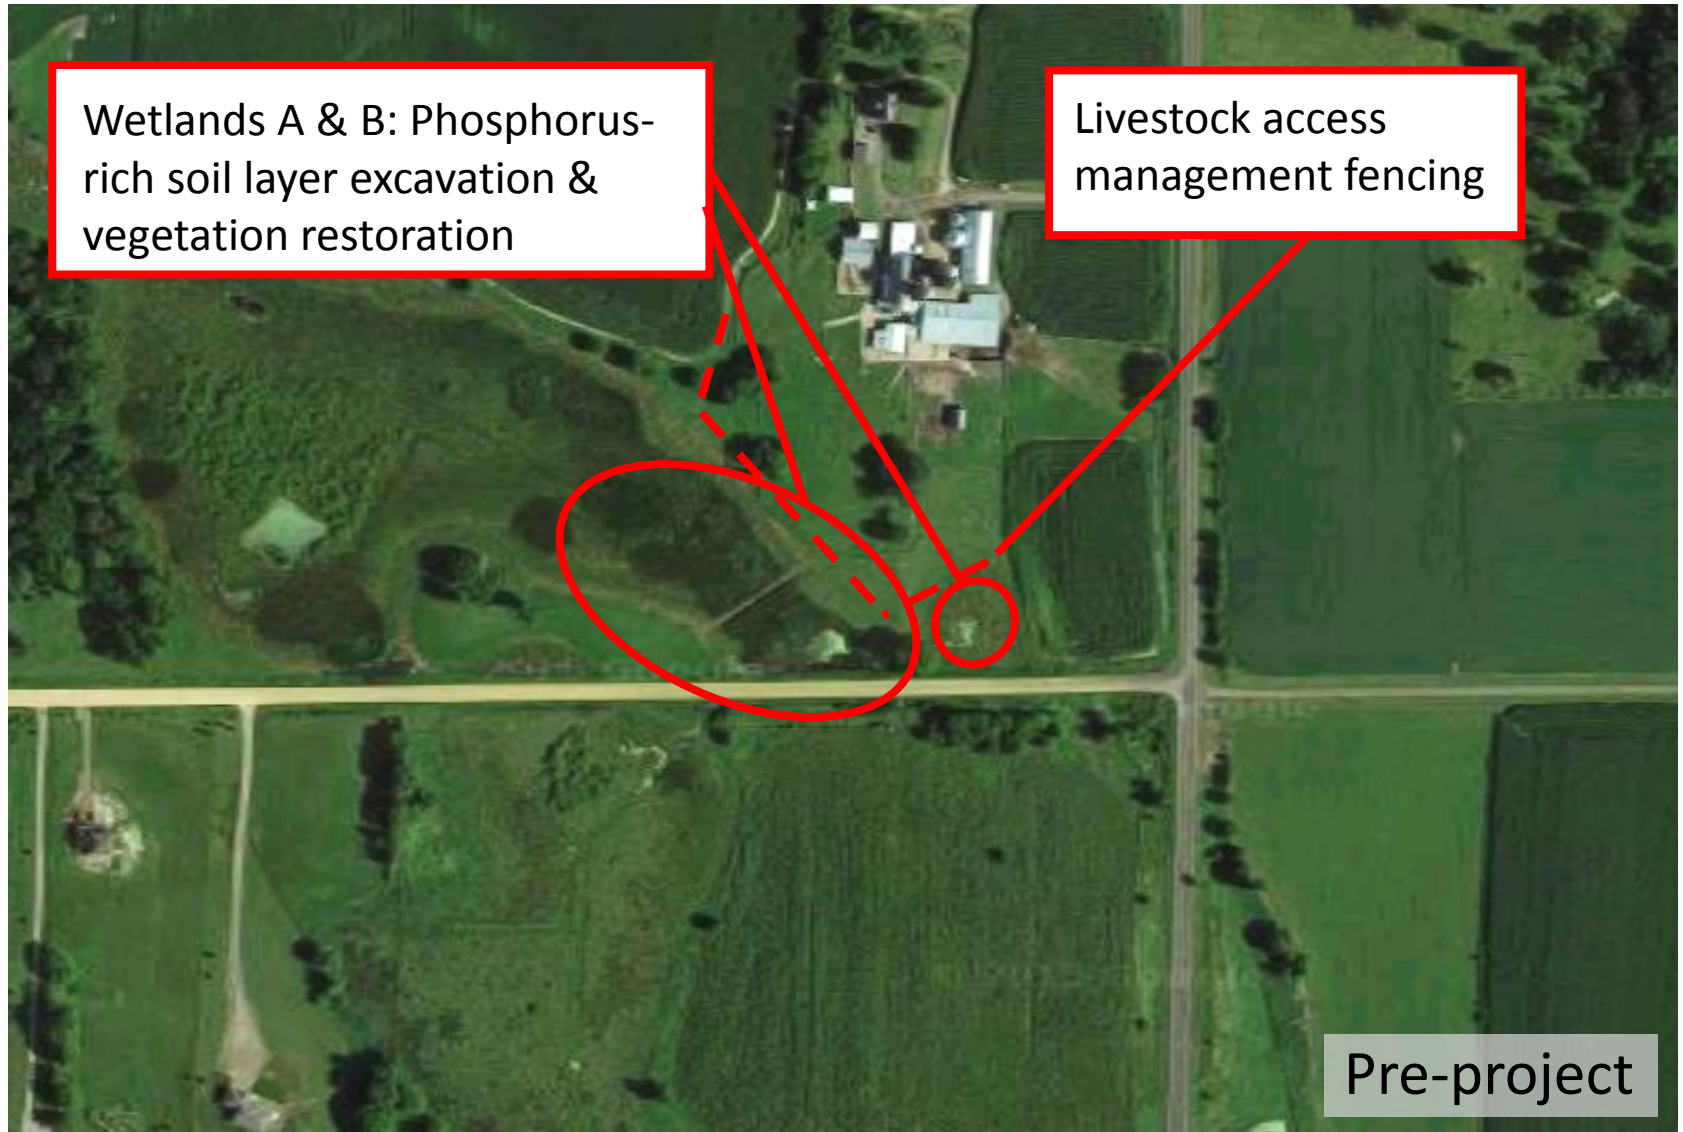 Wetlands A & B: Phosphorus-
rich soil layer excavation &
vegetation restoration
Livestock access
management fencing
Pre-project